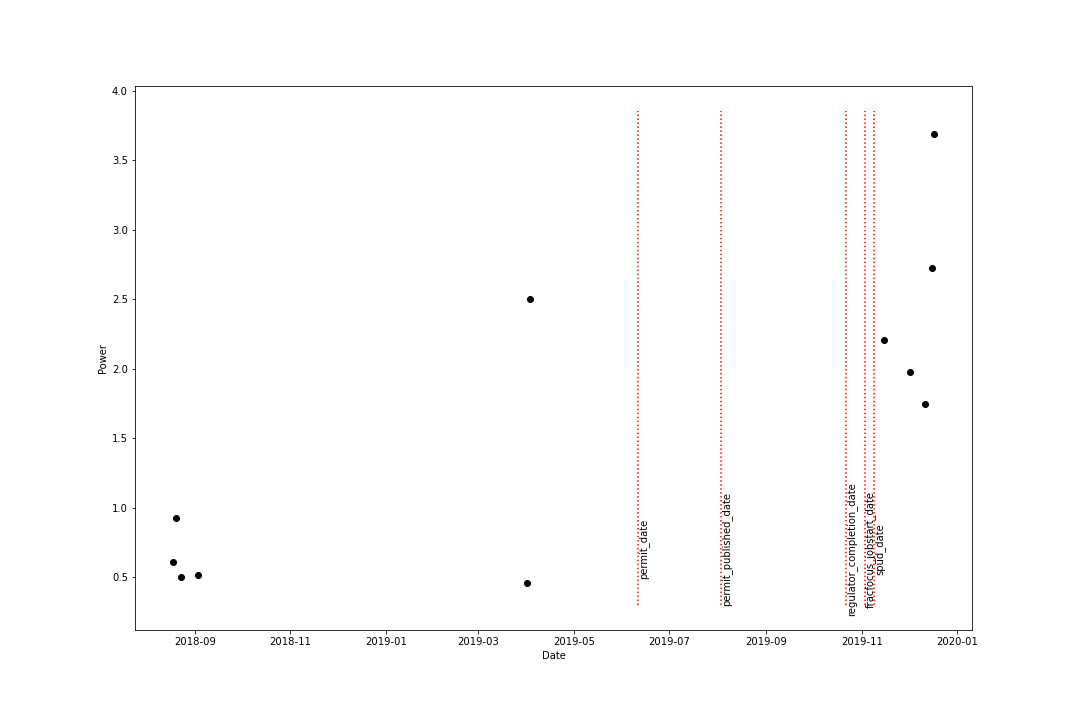 4.0
3.5
3.0
2.5
2.0
1.5
1.0
0.5
Power
permit_date
permit_published_date
regulator_completion_date
fracfocus_jobstart_date
spud_date
2018-09
2018-11
2019-01
2019-03
2019-05
2019-07
2019-09
2019-11
2020-01
Date